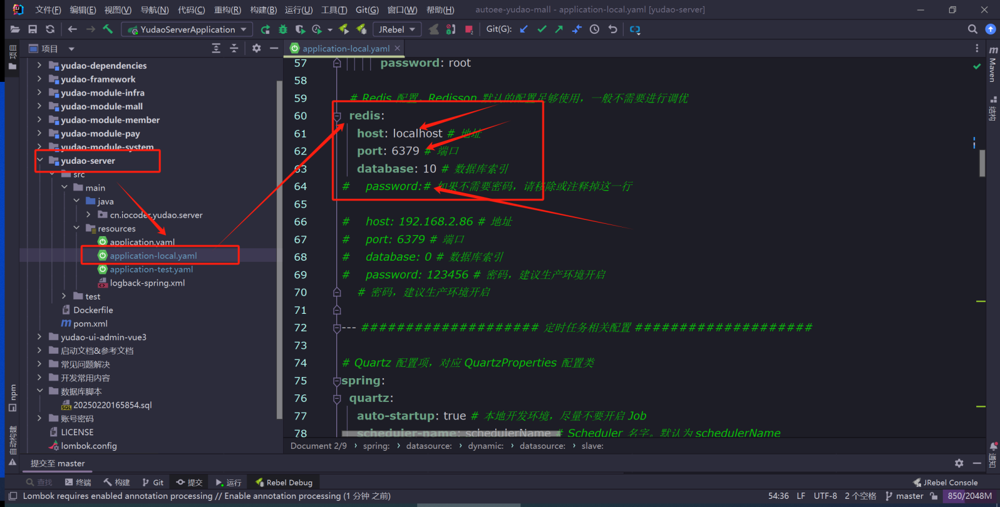 文件(F) 编辑(E) 视图(V) 导航(N) 代码(C) 重构(R) 构建(B) 运行(U) 工具(T) Git(G) 窗口(W) 帮助(H) autoee-yudao-mall - application-local.yaml [yudao-server]
YudaoServerApplication JRebel Git(G):
项目
项目
application-local.yaml
yudao-dependencies
yudao-framework
yudao-module-infra
yudao-module-mall
yudao-module-member
yudao-module-pay
yudao-module-system
yudao-server
src
main
java
cn.iocoder.yudao.server
resources
application.yaml
application-local.yaml
application-test.yaml
logback-spring.xml
test
Dockerfile
pom.xml
yudao-ui-admin-vue3
启动文档&参考文档
常见问题解决
开发常用内容
数据库脚本
20250220165854.sql
账号密码
LICENSE
lombok.config
57 password: root
58
59 # Redis 配置。Redisson 默认的配置足够使用，一般不需要进行调优
60 redis:
61 host: localhost # 地址
62 port: 6379 # 端口
63 database: 10 # 数据库索引
64 # password:# 如果不需要密码，请移除或注释掉这一行
65
66 # host: 192.168.2.86 # 地址
67 # port: 6379 # 端口
68 # database: 0 # 数据库索引
69 # password: 123456 # 密码，建议生产环境开启
70 # 密码，建议生产环境开启
71
72 --- #################### 定时任务相关配置 ####################
73
74 # Quartz 配置项，对应 QuartzProperties 配置类
75 spring:
76 quartz:
77 auto-startup: true # 本地开发环境，尽量不要开启 Job
78 scheduler-name: schedulerName # Scheduler 名字。默认为 schedulerName
Document 2/9 › spring: › datasource: › dynamic: › datasource: › slave:
Maven
结构
通知
npm
自动构建
提交至 master
查找 终端 构建 Git 提交 运行 Rebel Debug JRebel Console
Lombok requires enabled annotation processing // Enable annotation processing (1 分钟 之前) 54:36 LF UTF-8 2 个空格 master 850/2048M